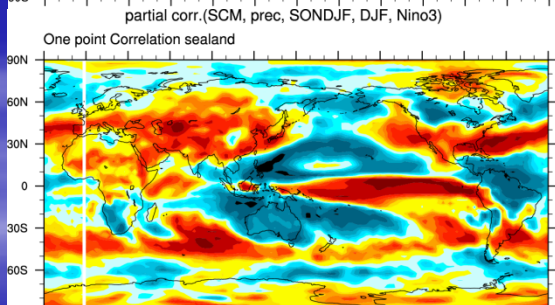 partial corr.(SCM, prec, SONDJF, DJF, Nino3)
One point Correlation sealand
90N
60N
30N
0
30S
60S